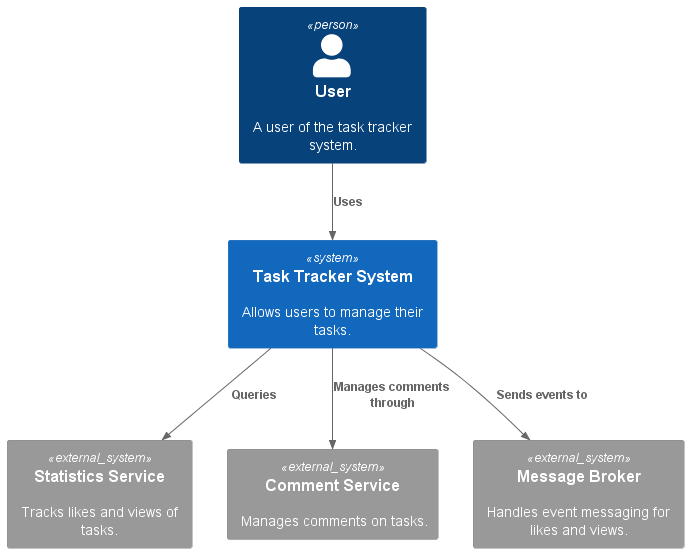 «person»
User
A user of the task tracker
system.
Uses
«system»
Task Tracker System
Allows users to manage their
tasks.
Queries
Manages comments
through
Sends events to
«external_system»
Statistics Service
Tracks likes and views of
tasks.
«external_system»
Comment Service
Manages comments on tasks.
«external_system»
Message Broker
Handles event messaging for
likes and views.